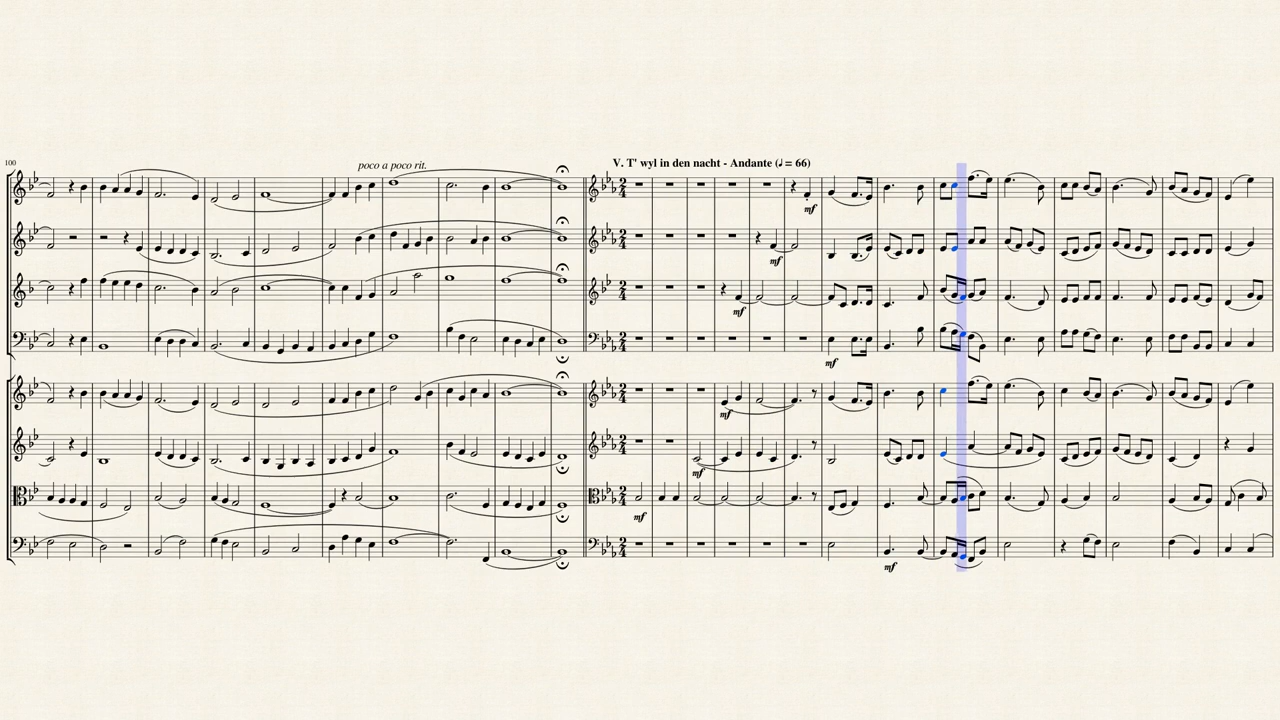 100
poco a poco rit.
V. T' wyl in den nacht - Andante (♩ = 66)
mf
mf
mf
mf
mf
mf
mf
mf